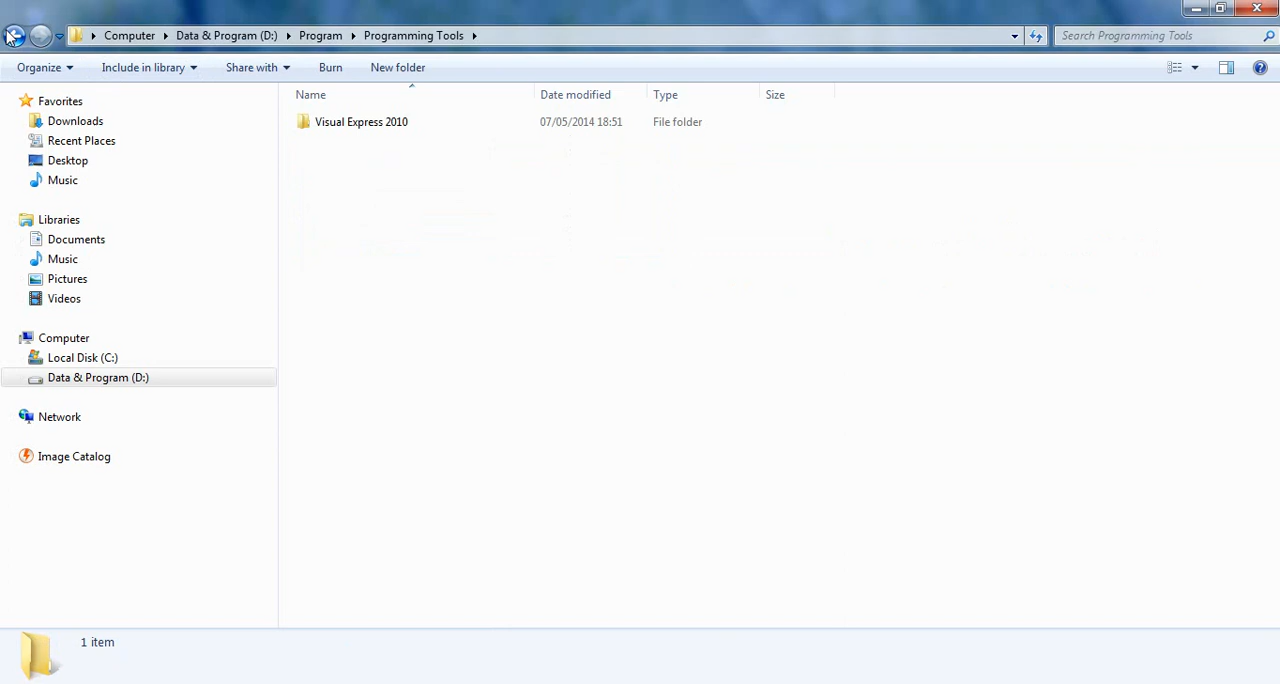 Computer Data & Program (D:) Program Programming Tools Search Programming Tools
Organize Include in library Share with Burn New folder
Favorites
Downloads
Recent Places
Desktop
Music
Libraries
Documents
Music
Pictures
Videos
Computer
Local Disk (C:)
Data & Program (D:)
Network
Image Catalog
Name Date modified Type Size
Visual Express 2010 07/05/2014 18:51 File folder
1 item